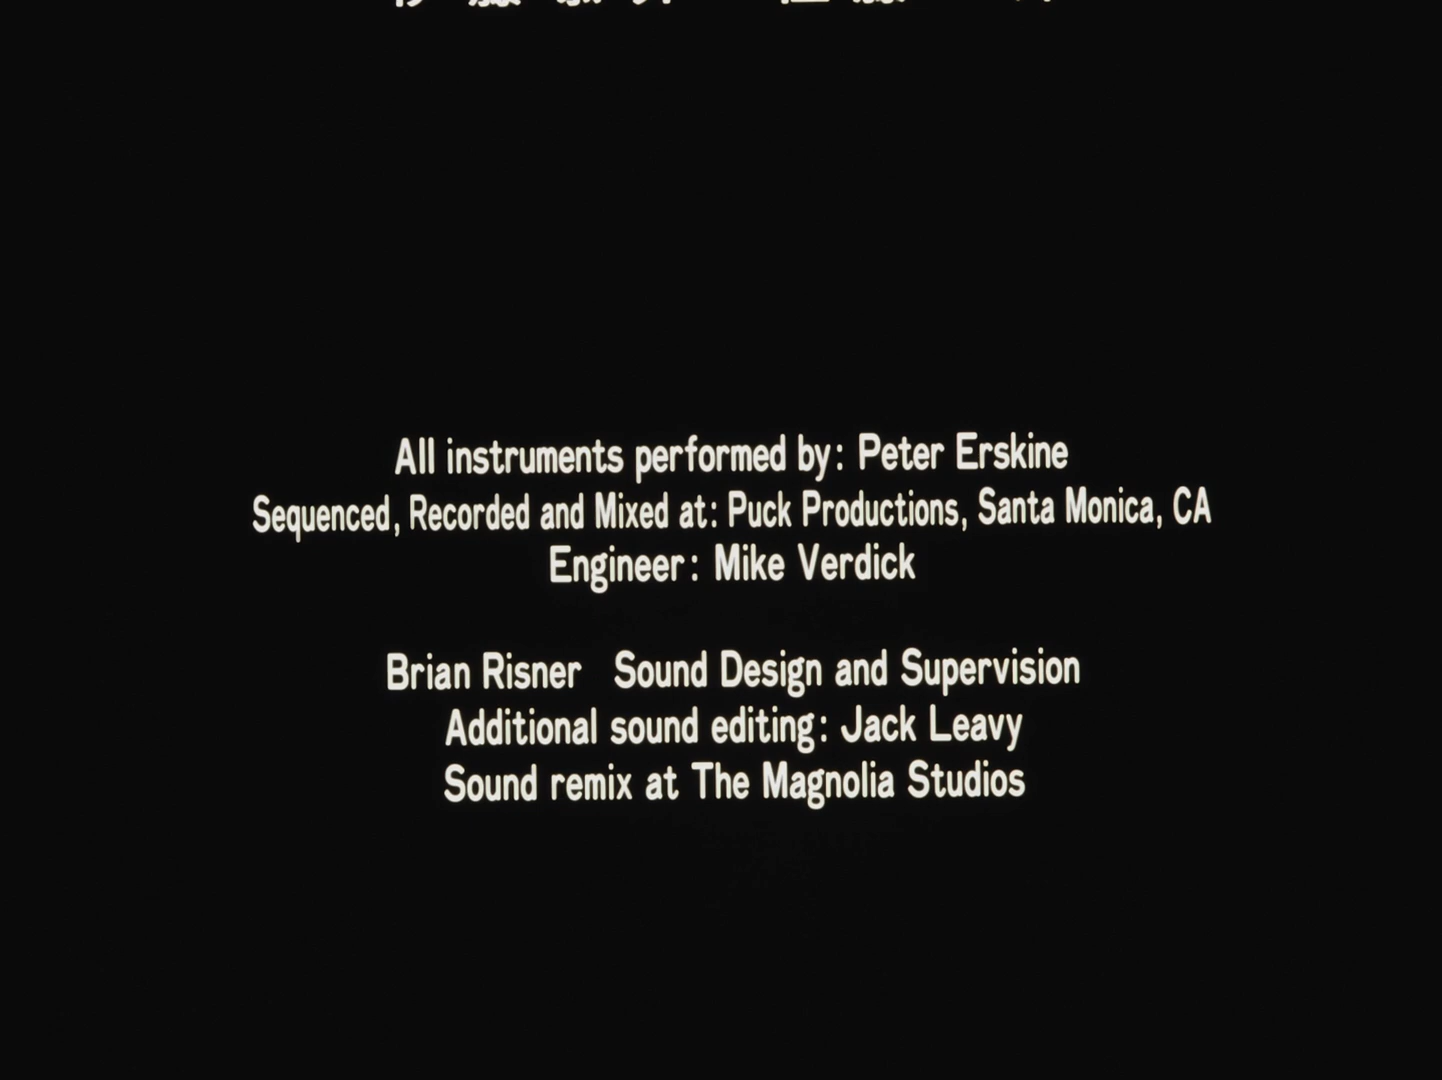 All instruments performed by: Peter Erskine
Sequenced, Recorded and Mixed at: Puck Productions, Santa Monica, CA
Engineer: Mike Verdick
Brian Risner Sound Design and Supervision
Additional sound editing: Jack Leavy
Sound remix at The Magnolia Studios